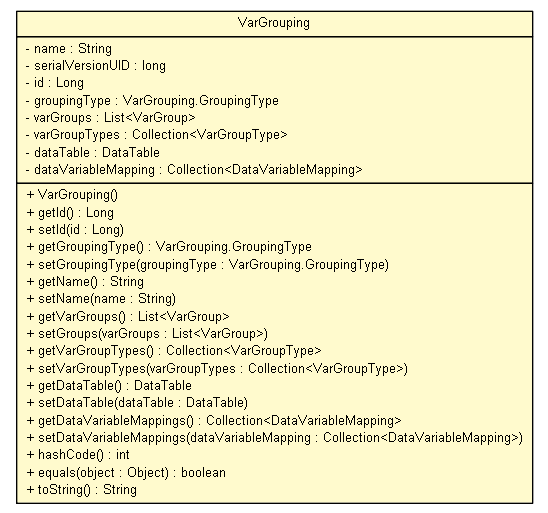 VarGrouping
- name : String
- serialVersionUID : long
- id : Long
- groupingType : VarGrouping.GroupingType
- varGroups : List<VarGroup>
- varGroupTypes : Collection<VarGroupType>
- dataTable : DataTable
- dataVariableMapping : Collection<DataVariableMapping>
+ VarGrouping()
+ getId() : Long
+ setId(id : Long)
+ getGroupingType() : VarGrouping.GroupingType
+ setGroupingType(groupingType : VarGrouping.GroupingType)
+ getName() : String
+ setName(name : String)
+ getVarGroups() : List<VarGroup>
+ setGroups(varGroups : List<VarGroup>)
+ getVarGroupTypes() : Collection<VarGroupType>
+ setVarGroupTypes(varGroupTypes : Collection<VarGroupType>)
+ getDataTable() : DataTable
+ setDataTable(dataTable : DataTable)
+ getDataVariableMappings() : Collection<DataVariableMapping>
+ setDataVariableMappings(dataVariableMapping : Collection<DataVariableMapping>)
+ hashCode() : int
+ equals(object : Object) : boolean
+ toString() : String